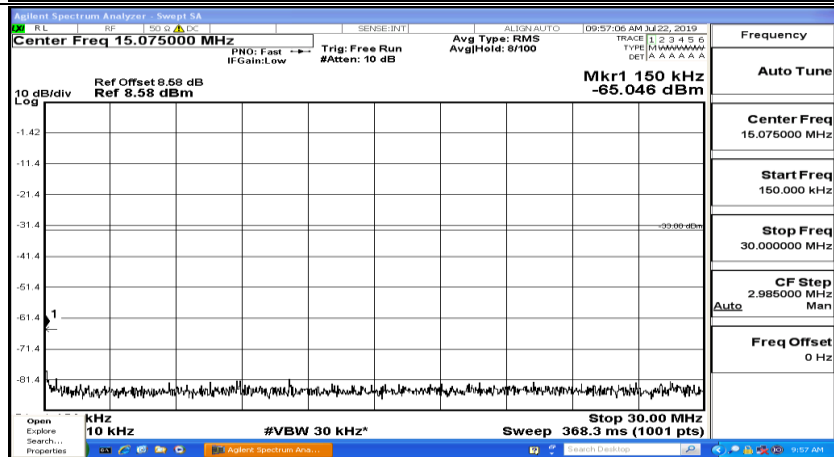 Agilent Spectrum Analyzer - Swept SA
RL RF 50 Ω DC SENSE:INT ALIGN AUTO 09:57:06 AM Jul 22, 2019
Center Freq 15.075000 MHz
PNO: Fast
IFGain:Low
Trig: Free Run
#Atten: 10 dB
Avg Type: RMS
Avg|Hold: 8/100
TRACE 1 2 3 4 5 6
TYPE M WWWWW
DET A A A A A A
Frequency
Ref Offset 8.58 dB
10 dB/div Ref 8.58 dBm
Log
Mkr1 150 kHz
-65.046 dBm
-1.42
-11.4
-21.4
-31.4
-33.00 dBm
-41.4
-51.4
-61.4
1
-71.4
-81.4
Auto Tune
Center Freq
15.075000 MHz
Start Freq
150.000 kHz
Stop Freq
30.000000 MHz
CF Step
2.985000 MHz
Auto Man
Freq Offset
0 Hz
kHz Stop 30.00 MHz
10 kHz #VBW 30 kHz* Sweep 368.3 ms (1001 pts)
Open
Explore
Search...
Properties
Agilent Spectrum Ana...
Search Desktop
9:57 AM